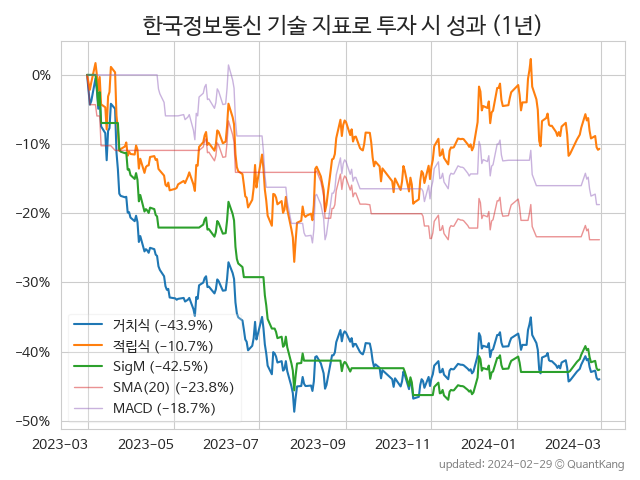 한국정보통신 기술 지표로 투자 시 성과 (1년)
0%
−10%
−20%
−30%
−40%
−50%
거치식 (−43.9%)
적립식 (−10.7%)
SigM (−42.5%)
SMA(20) (−23.8%)
MACD (−18.7%)
2023−03
2023−05
2023−07
2023−09
2023−11
2024−01
2024−03
updated: 2024−02−29 © QuantKang